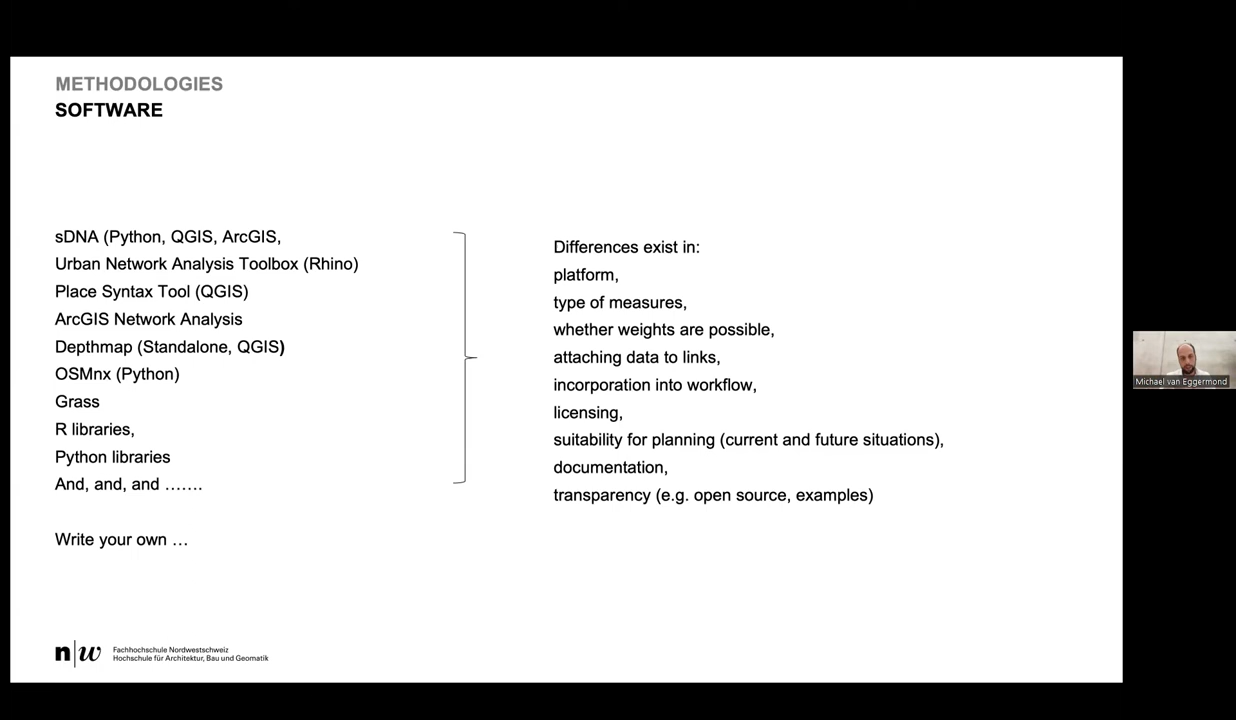 METHODOLOGIES
SOFTWARE
sDNA (Python, QGIS, ArcGIS,
Urban Network Analysis Toolbox (Rhino)
Place Syntax Tool (QGIS)
ArcGIS Network Analysis
Depthmap (Standalone, QGIS)
OSMnx (Python)
Grass
R libraries,
Python libraries
And, and, and …….
Write your own …
Differences exist in:
platform,
type of measures,
whether weights are possible,
attaching data to links,
incorporation into workflow,
licensing,
suitability for planning (current and future situations),
documentation,
transparency (e.g. open source, examples)
Michael van Eggermond
n|w
Fachhochschule Nordwestschweiz
Hochschule für Architektur, Bau und Geomatik